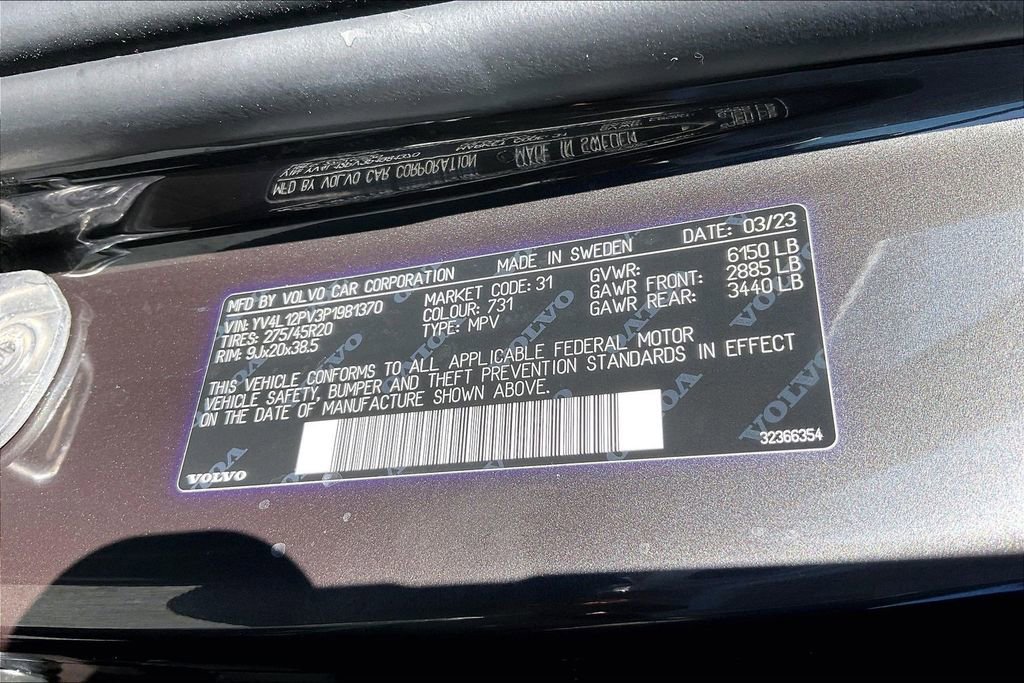 MFD BY VOLVO CAR CORPORATION MADE IN SWEDEN DATE: 03/23
VIN: YV4L12PV3P1981370 MARKET CODE: 31 GVWR: 6150 LB
TIRES: 275/45R20 COLOUR: 731 GAWR FRONT: 2885 LB
RIM: 9Jx20x38.5 TYPE: MPV GAWR REAR: 3440 LB
THIS VEHICLE CONFORMS TO ALL APPLICABLE FEDERAL MOTOR
VEHICLE SAFETY, BUMPER AND THEFT PREVENTION STANDARDS IN EFFECT
ON THE DATE OF MANUFACTURE SHOWN ABOVE.
VOLVO 32366354